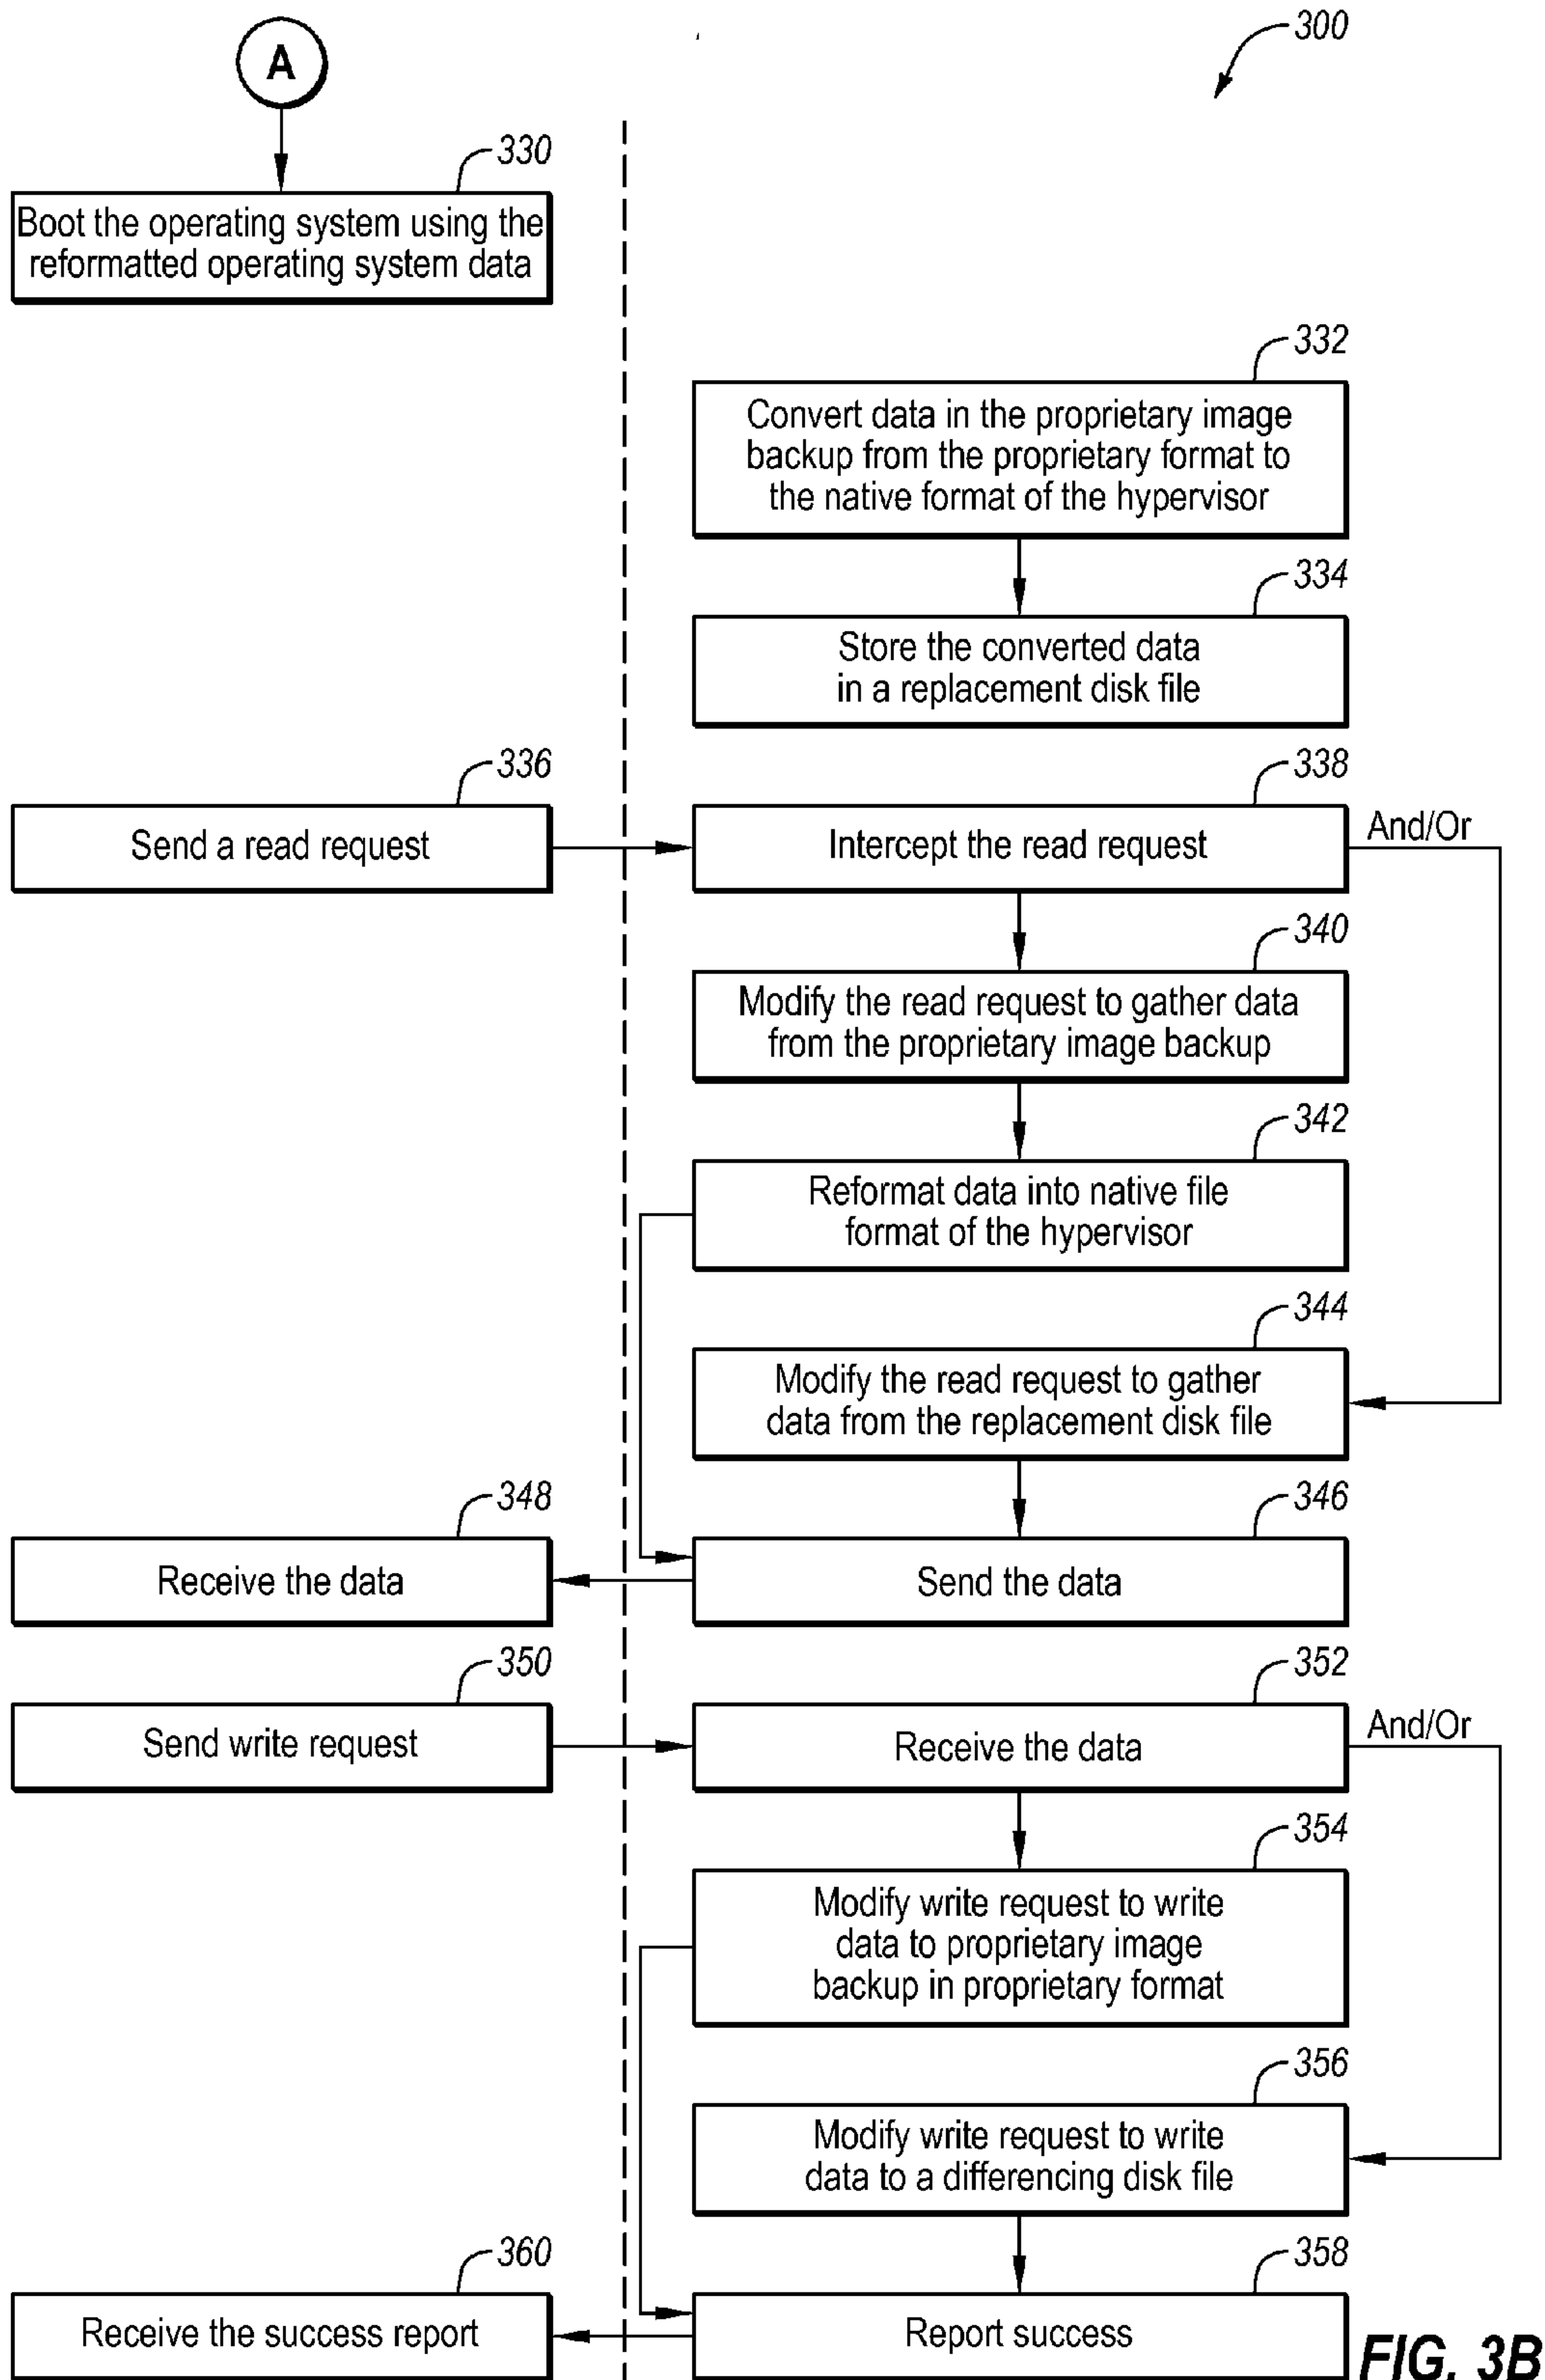 300
A
330
Boot the operating system using the
reformatted operating system data
332
Convert data in the proprietary image
backup from the proprietary format to
the native format of the hypervisor
334
Store the converted data
in a replacement disk file
336
Send a read request
338
Intercept the read request
And/Or
340
Modify the read request to gather data
from the proprietary image backup
342
Reformat data into native file
format of the hypervisor
344
Modify the read request to gather
data from the replacement disk file
348
Receive the data
346
Send the data
350
Send write request
352
Receive the data
And/Or
354
Modify write request to write
data to proprietary image
backup in proprietary format
356
Modify write request to write
data to a differencing disk file
360
Receive the success report
358
Report success
FIG. 3B